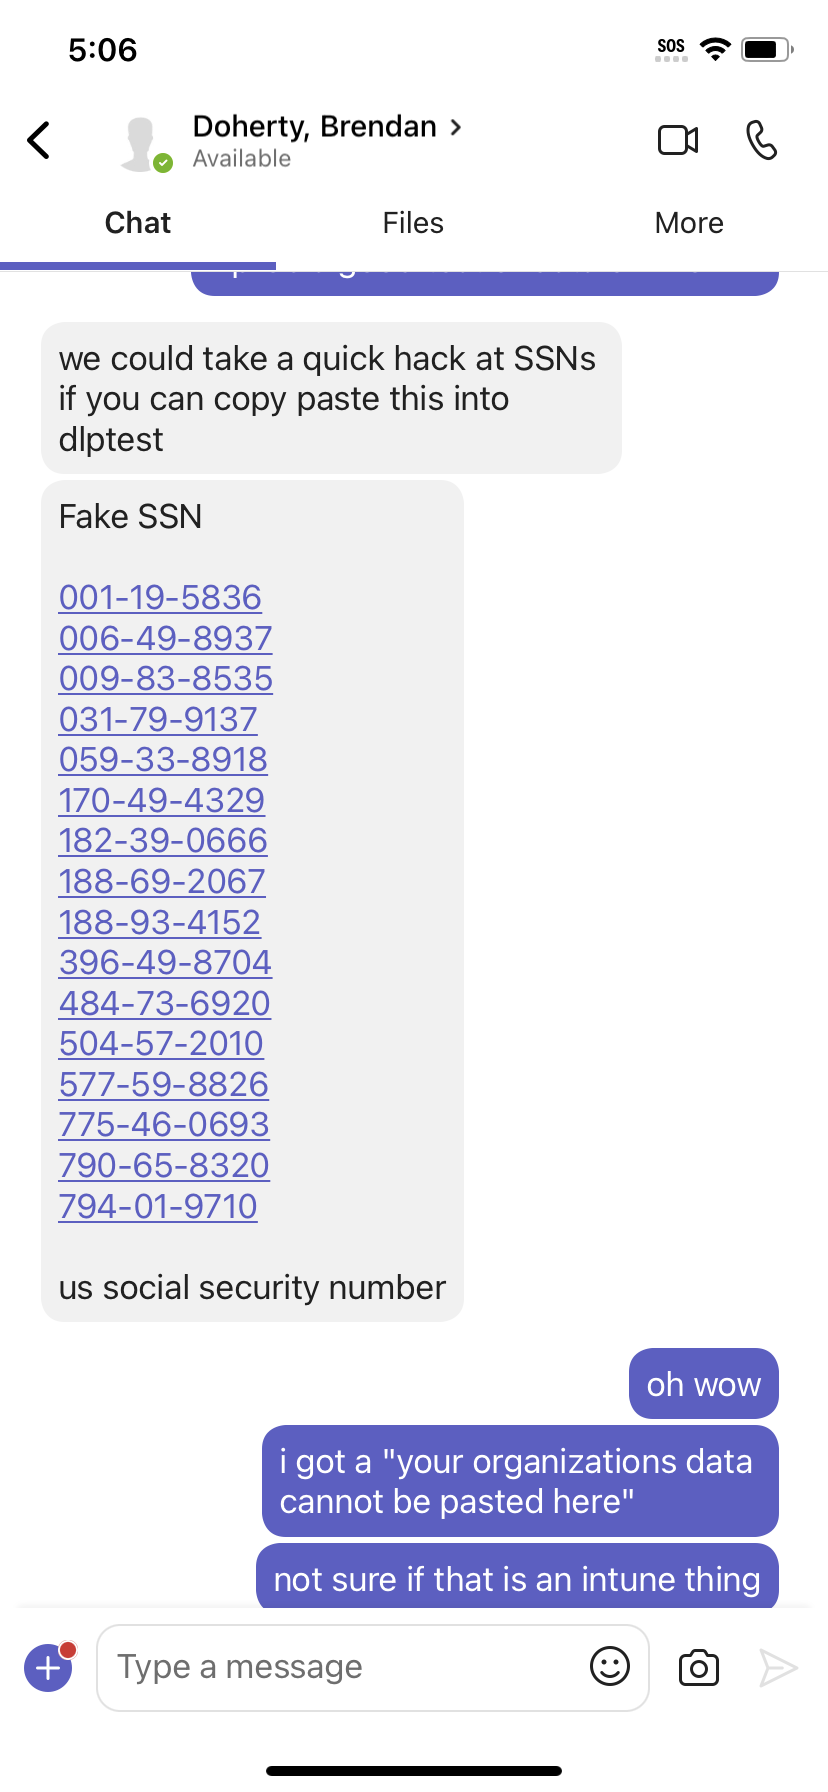 5:06
SOS
Doherty, Brendan
Available
Chat
Files
More
we could take a quick hack at SSNs
if you can copy paste this into
dlptest
Fake SSN
001-19-5836
006-49-8937
009-83-8535
031-79-9137
059-33-8918
170-49-4329
182-39-0666
188-69-2067
188-93-4152
396-49-8704
484-73-6920
504-57-2010
577-59-8826
775-46-0693
790-65-8320
794-01-9710
us social security number
oh wow
i got a "your organizations data
cannot be pasted here"
not sure if that is an intune thing
Type a message